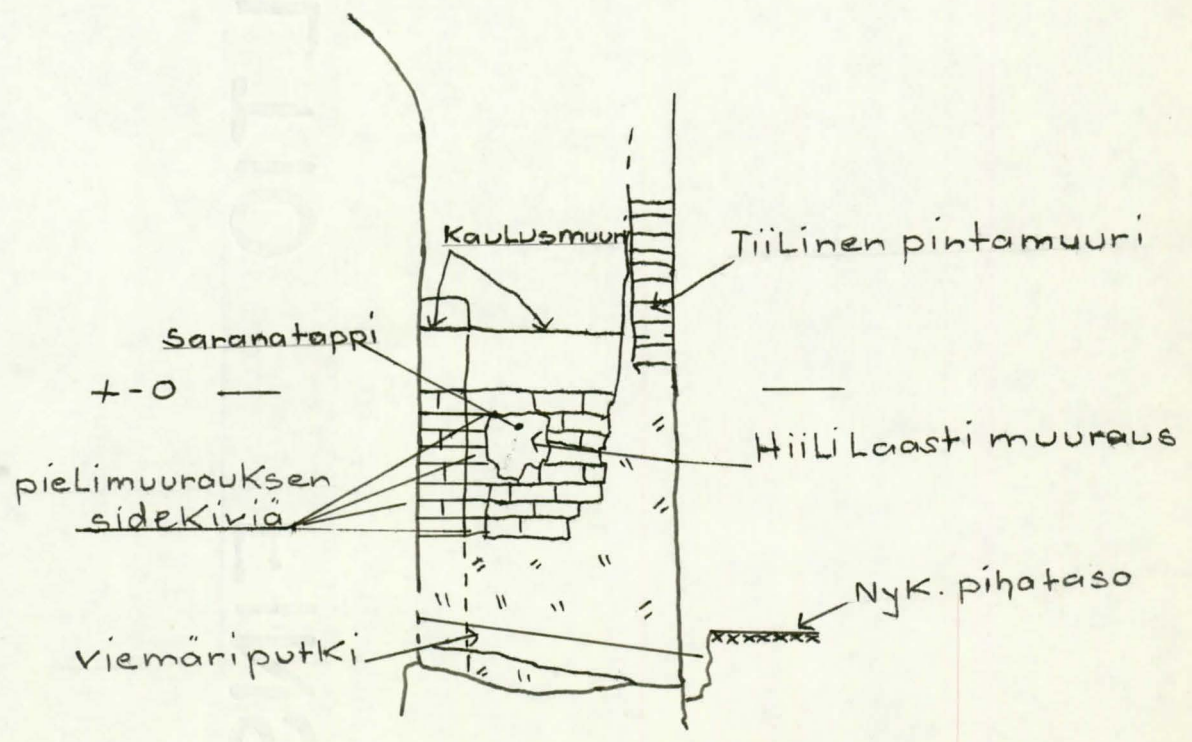 Kaulusmuuri
Tiilinen pintamuuri
saranatappi
+-0
Hiililaasti muuraus
pielimuurauksen
sidekiviä
Nyk. pihataso
viemäriputki